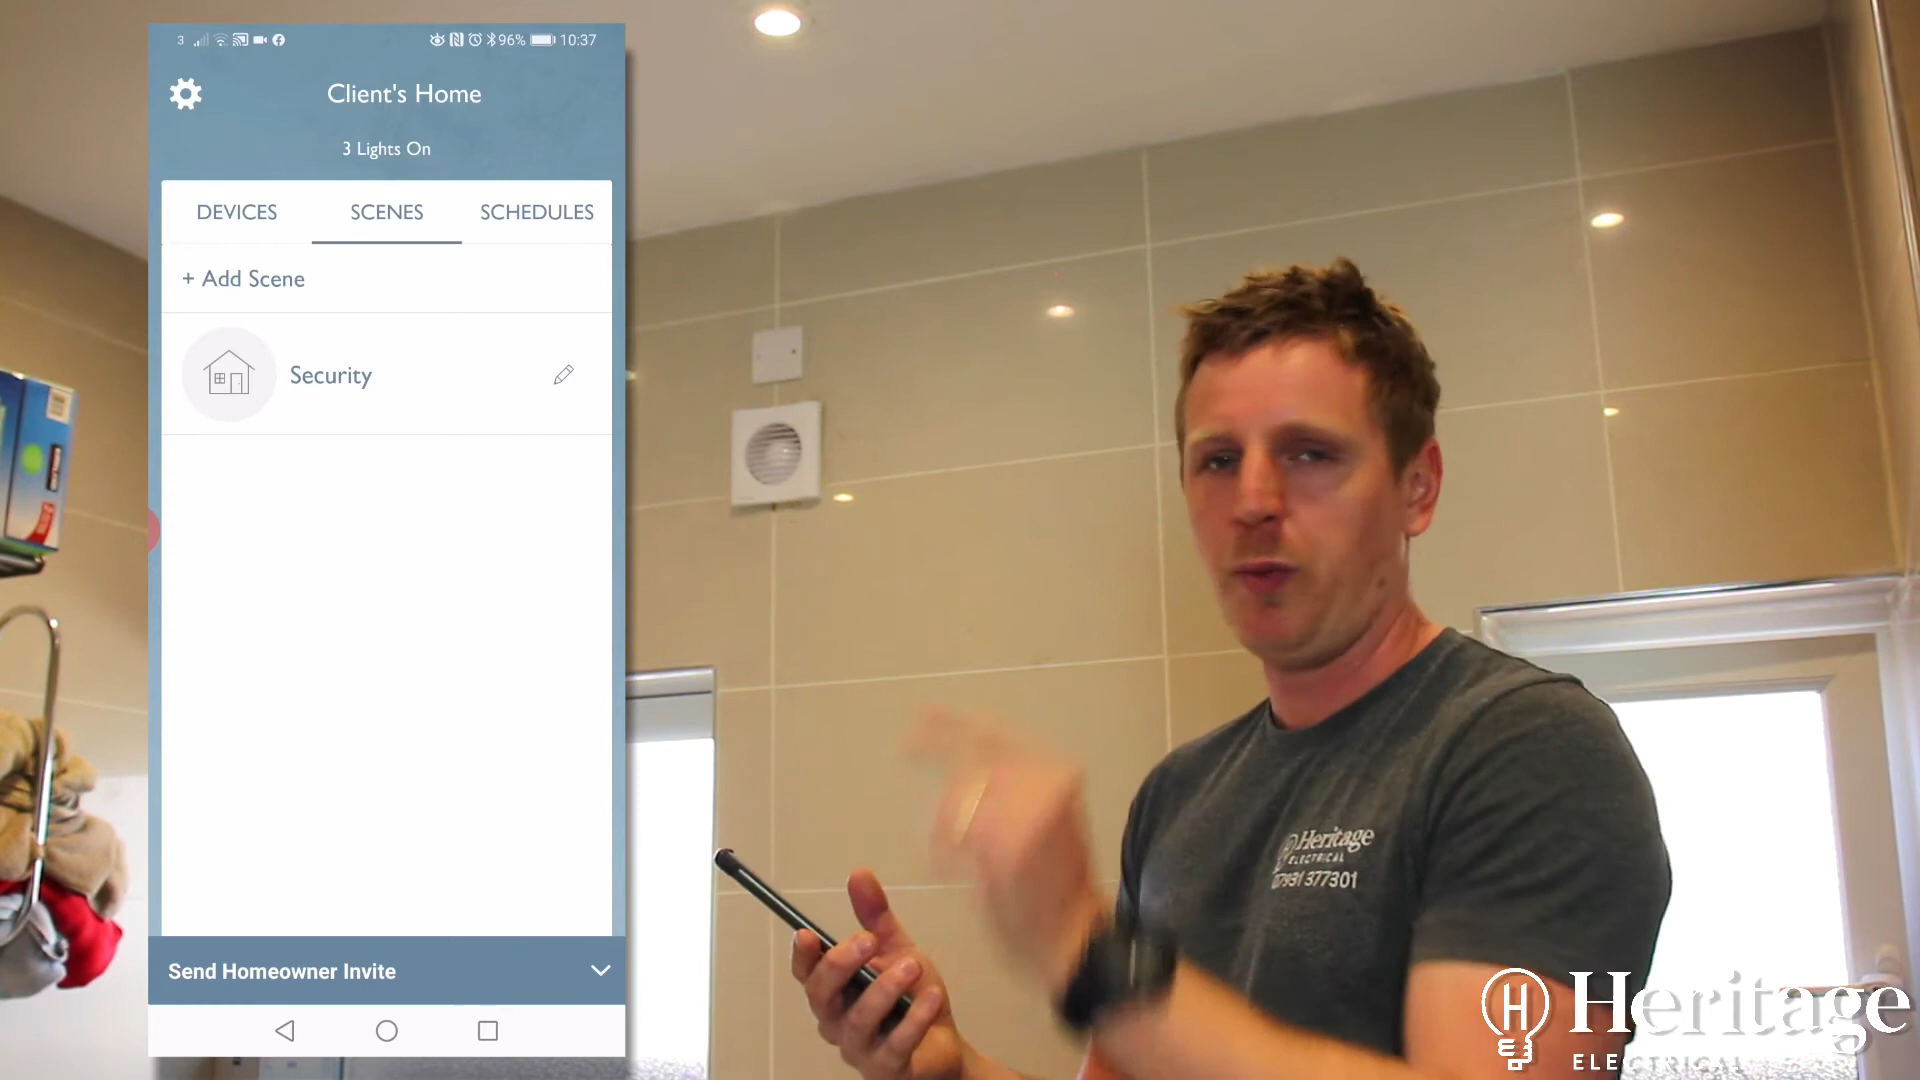 3 96% 10:37
Client's Home
3 Lights On
DEVICES SCENES SCHEDULES
+ Add Scene
Security
Send Homeowner Invite
Heritage
ELECTRICAL
07931 377301
H Heritage
ELECTRICAL